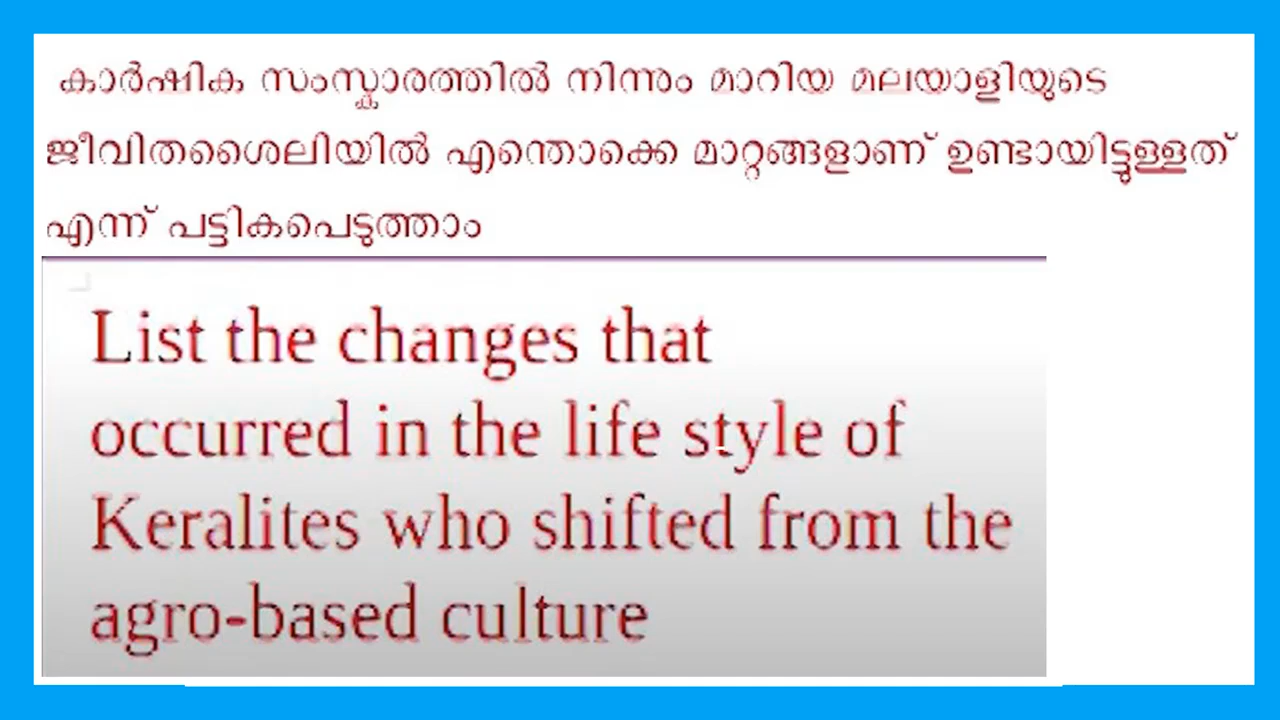 കാർഷിക സംസ്കാരത്തിൽ നിന്നും മാറിയ മലയാളിയുടെ
ജീവിതശൈലിയിൽ എന്തൊക്കെ മാറ്റങ്ങളാണ് ഉണ്ടായിട്ടുള്ളത്
എന്ന് പട്ടികപെടുത്താം
List the changes that
occurred in the life style of
Keralites who shifted from the
agro-based culture